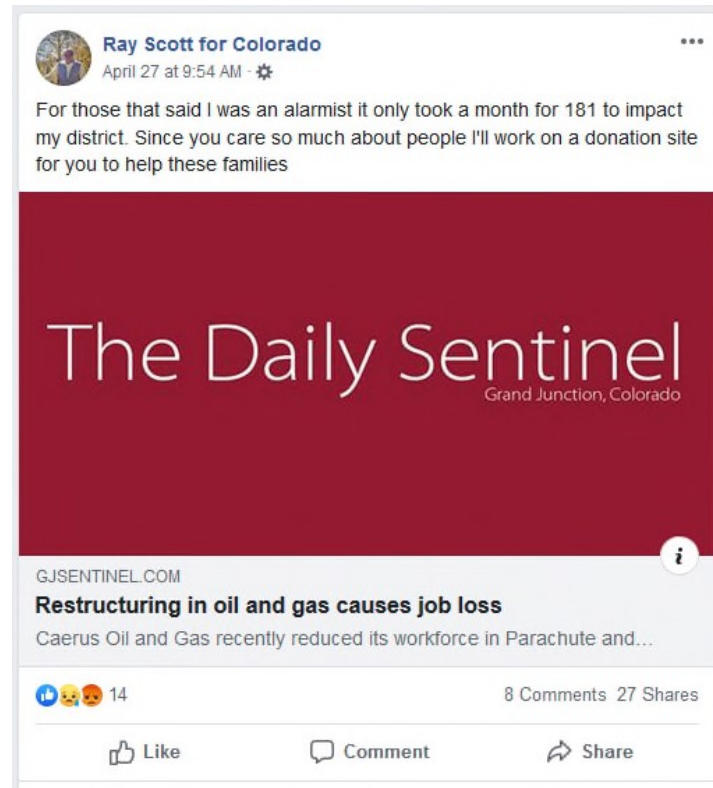 Ray Scott for Colorado
April 27 at 9:54 AM ·
For those that said I was an alarmist it only took a month for 181 to impact
my district. Since you care so much about people I'll work on a donation site
for you to help these families
The Daily Sentinel
Grand Junction, Colorado
i
GJSENTINEL.COM
Restructuring in oil and gas causes job loss
Caerus Oil and Gas recently reduced its workforce in Parachute and...
14 8 Comments 27 Shares
Like Comment Share